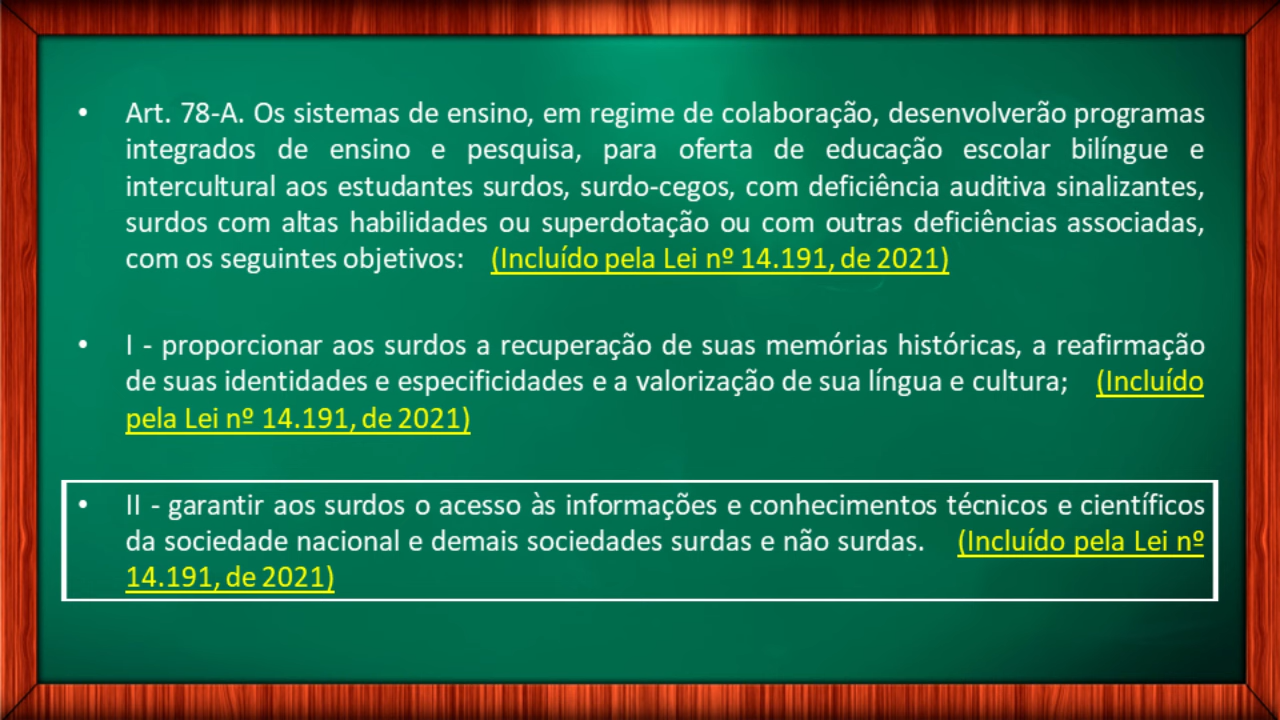 • Art. 78-A. Os sistemas de ensino, em regime de colaboração, desenvolverão programas
integrados de ensino e pesquisa, para oferta de educação escolar bilíngue e
intercultural aos estudantes surdos, surdo-cegos, com deficiência auditiva sinalizantes,
surdos com altas habilidades ou superdotação ou com outras deficiências associadas,
com os seguintes objetivos: (Incluído pela Lei nº 14.191, de 2021)
• I - proporcionar aos surdos a recuperação de suas memórias históricas, a reafirmação
de suas identidades e especificidades e a valorização de sua língua e cultura; (Incluído
pela Lei nº 14.191, de 2021)
• II - garantir aos surdos o acesso às informações e conhecimentos técnicos e científicos
da sociedade nacional e demais sociedades surdas e não surdas. (Incluído pela Lei nº
14.191, de 2021)